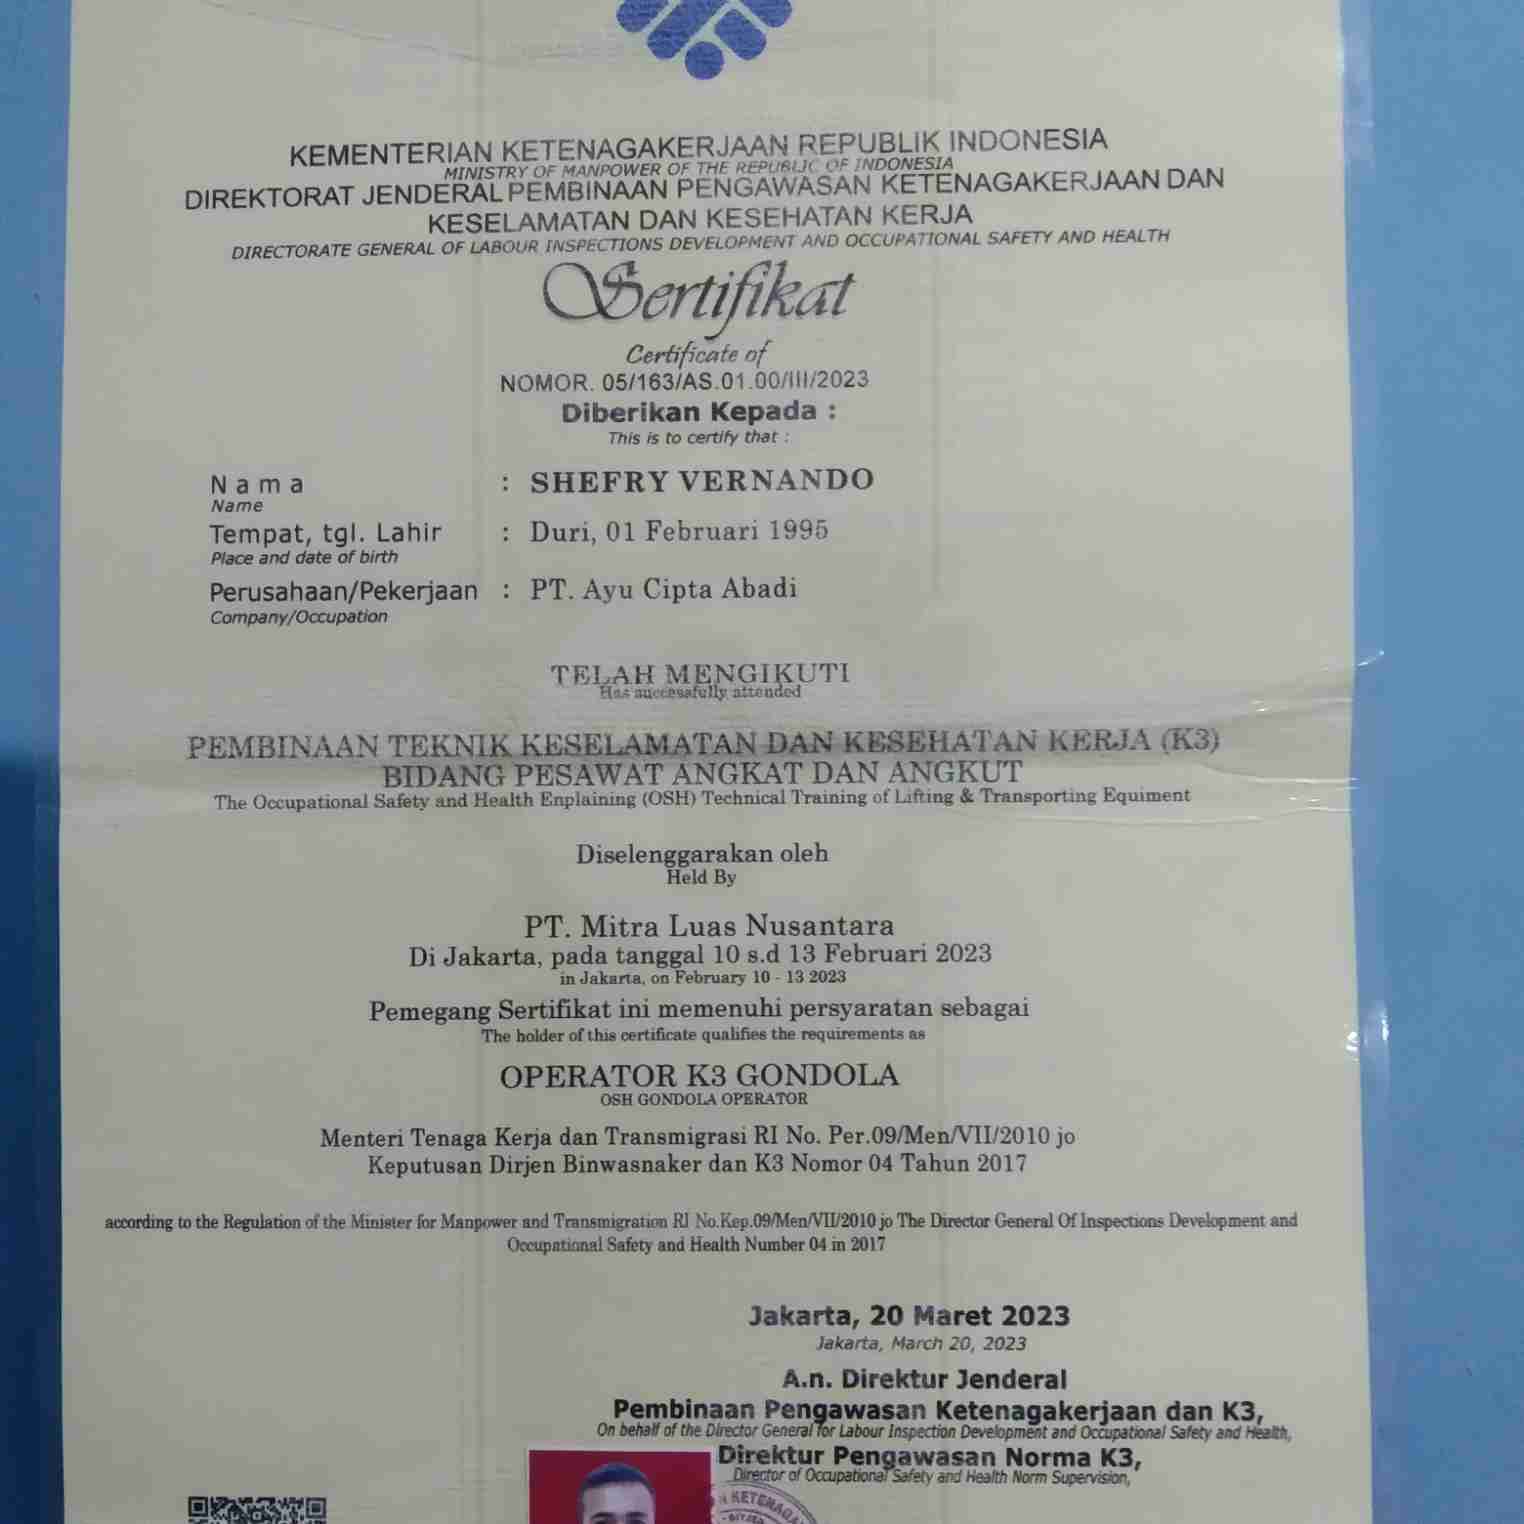 KEMENTERIAN KETENAGAKERJAAN REPUBLIK INDONESIA
MINISTRY OF MANPOWER OF THE REPUBLIC OF INDONESIA
DIREKTORAT JENDERAL PEMBINAAN PENGAWASAN KETENAGAKERJAAN DAN
KESELAMATAN DAN KESEHATAN KERJA
DIRECTORATE GENERAL OF LABOUR INSPECTIONS DEVELOPMENT AND OCCUPATIONAL SAFETY AND HEALTH
Sertifikat
Certificate of
NOMOR. 05/163/AS.01.00/III/2023
Diberikan Kepada :
This is to certify that :
Nama : SHEFRY VERNANDO
Name
Tempat, tgl. Lahir : Duri, 01 Februari 1995
Place and date of birth
Perusahaan/Pekerjaan : PT. Ayu Cipta Abadi
Company/Occupation
TELAH MENGIKUTI
Has successfully attended
PEMBINAAN TEKNIK KESELAMATAN DAN KESEHATAN KERJA (K3)
BIDANG PESAWAT ANGKAT DAN ANGKUT
The Occupational Safety and Health Enplaining (OSH) Technical Training of Lifting & Transporting Equiment
Diselenggarakan oleh
Held By
PT. Mitra Luas Nusantara
Di Jakarta, pada tanggal 10 s.d 13 Februari 2023
in Jakarta, on February 10 - 13 2023
Pemegang Sertifikat ini memenuhi persyaratan sebagai
The holder of this certificate qualifies the requirements as
OPERATOR K3 GONDOLA
OSH GONDOLA OPERATOR
Menteri Tenaga Kerja dan Transmigrasi RI No. Per.09/Men/VII/2010 jo
Keputusan Dirjen Binwasnaker dan K3 Nomor 04 Tahun 2017
according to the Regulation of the Minister for Manpower and Transmigration RI No.Kep.09/Men/VII/2010 jo The Director General Of Inspections Development and
Occupational Safety and Health Number 04 in 2017
Jakarta, 20 Maret 2023
Jakarta, March 20, 2023
A.n. Direktur Jenderal
Pembinaan Pengawasan Ketenagakerjaan dan K3,
On behalf of the Director General for Labour Inspection Development and Occupational Safety and Health,
Direktur Pengawasan Norma K3,
Director of Occupational Safety and Health Norm Supervision,